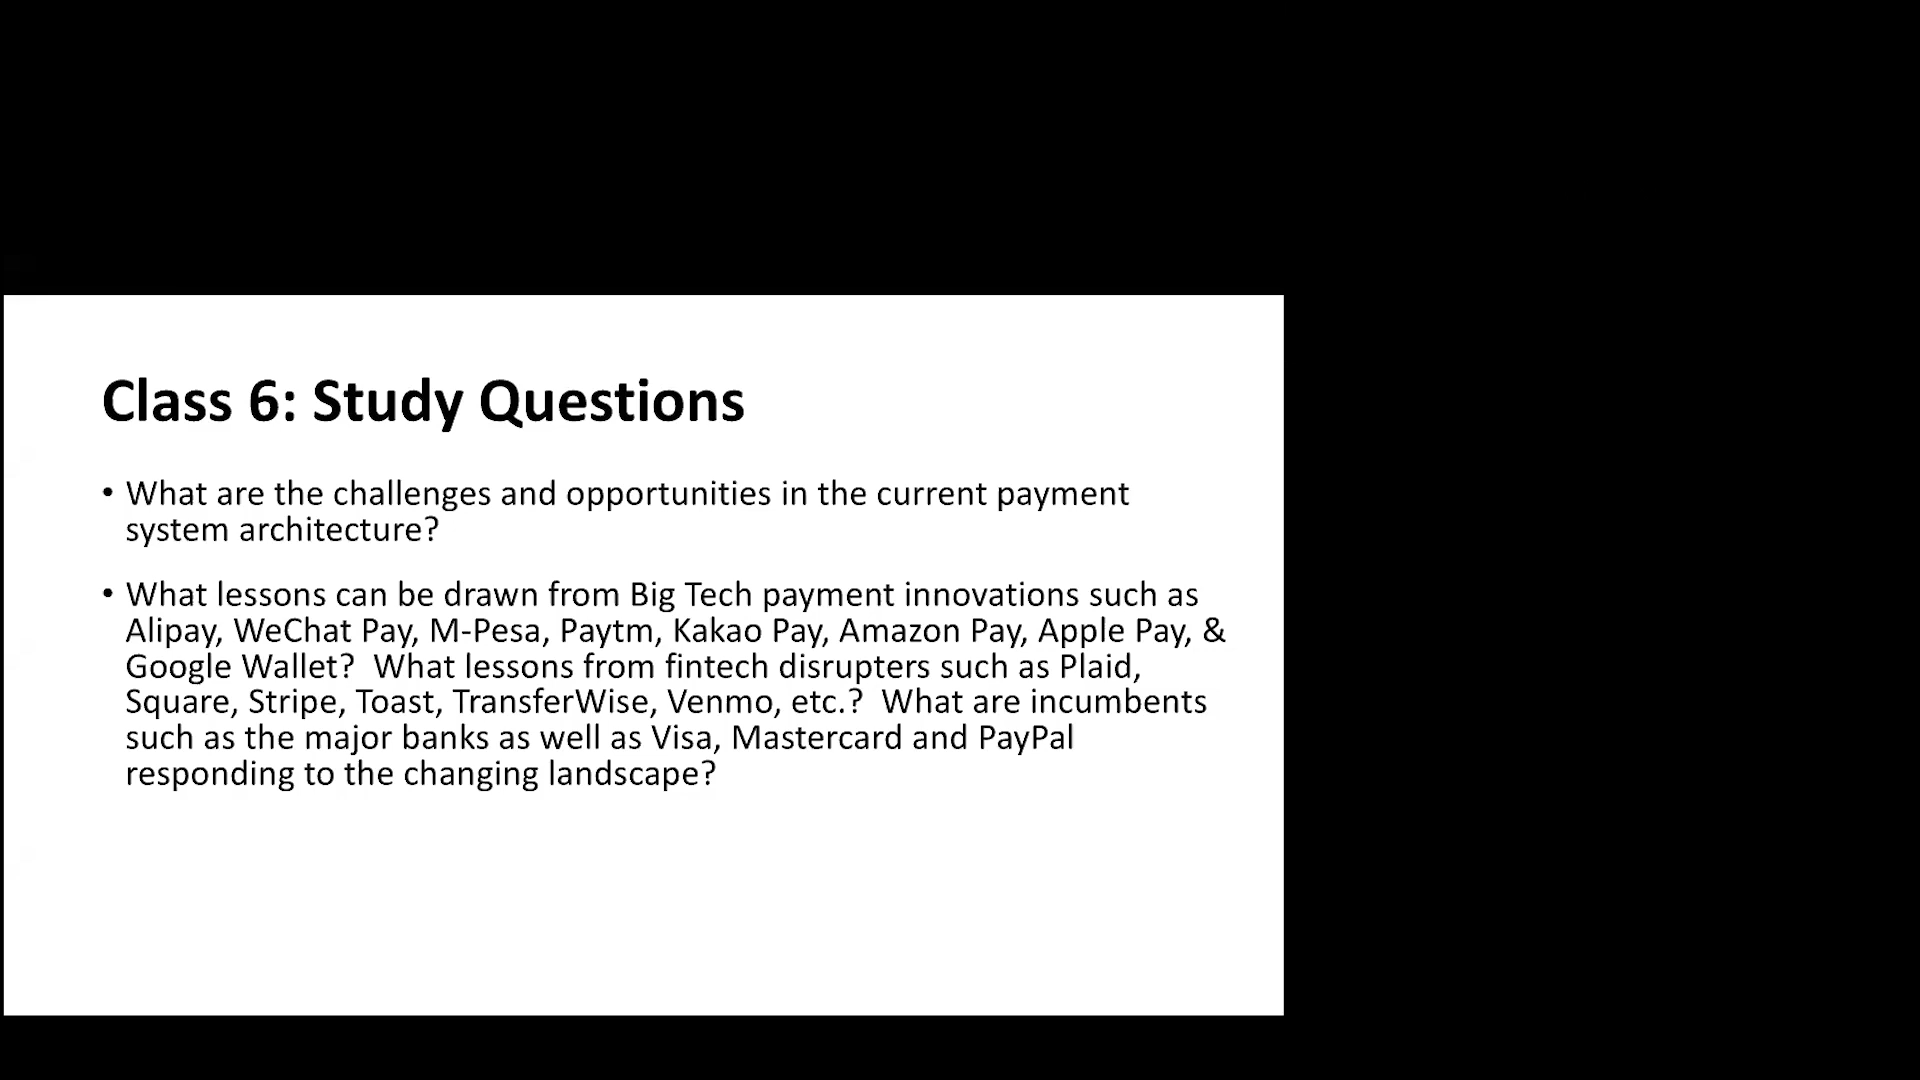 Class 6: Study Questions
• What are the challenges and opportunities in the current payment
system architecture?
• What lessons can be drawn from Big Tech payment innovations such as
Alipay, WeChat Pay, M-Pesa, Paytm, Kakao Pay, Amazon Pay, Apple Pay, &
Google Wallet?  What lessons from fintech disrupters such as Plaid,
Square, Stripe, Toast, TransferWise, Venmo, etc.?  What are incumbents
such as the major banks as well as Visa, Mastercard and PayPal
responding to the changing landscape?